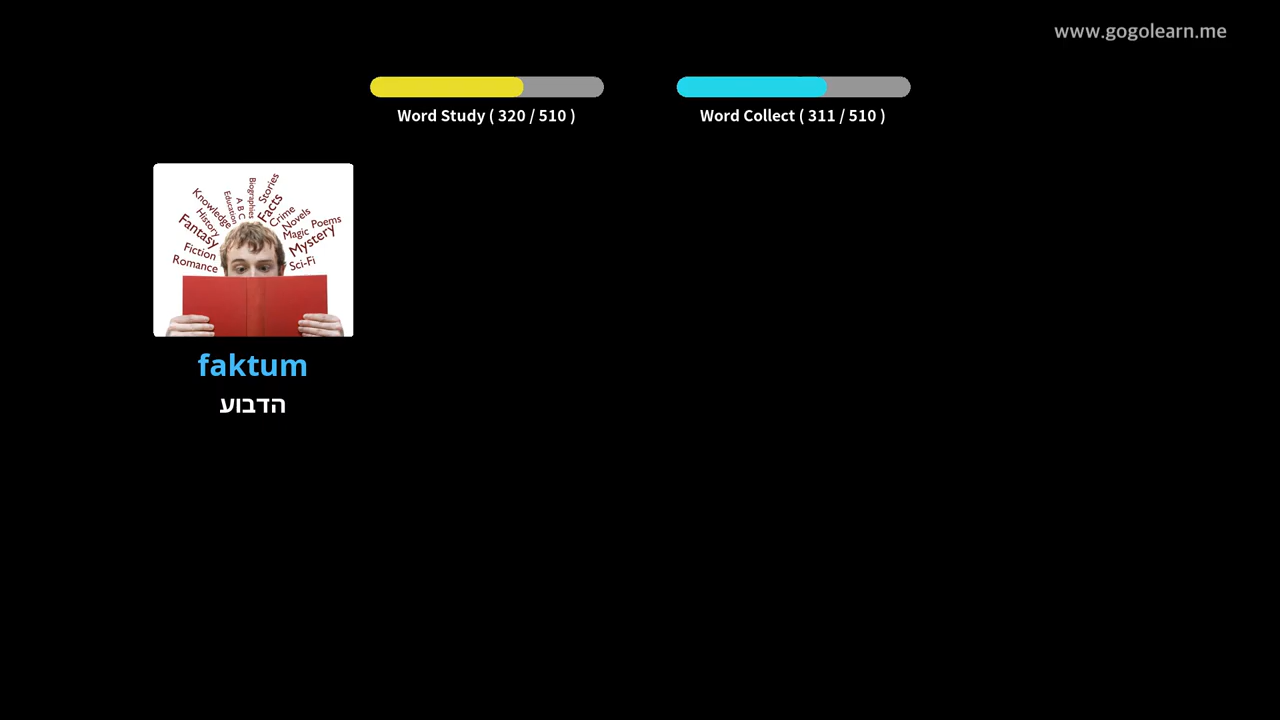 www.gogolearn.me
Word Study ( 320 / 510 )
Word Collect ( 311 / 510 )
Romance
Fiction
Fantasy
History
Knowledge
Education
A B C
Biographies
Stories
Facts
Crime
Novels
Magic
Poems
Mystery
Sci-Fi
faktum
הדבוע